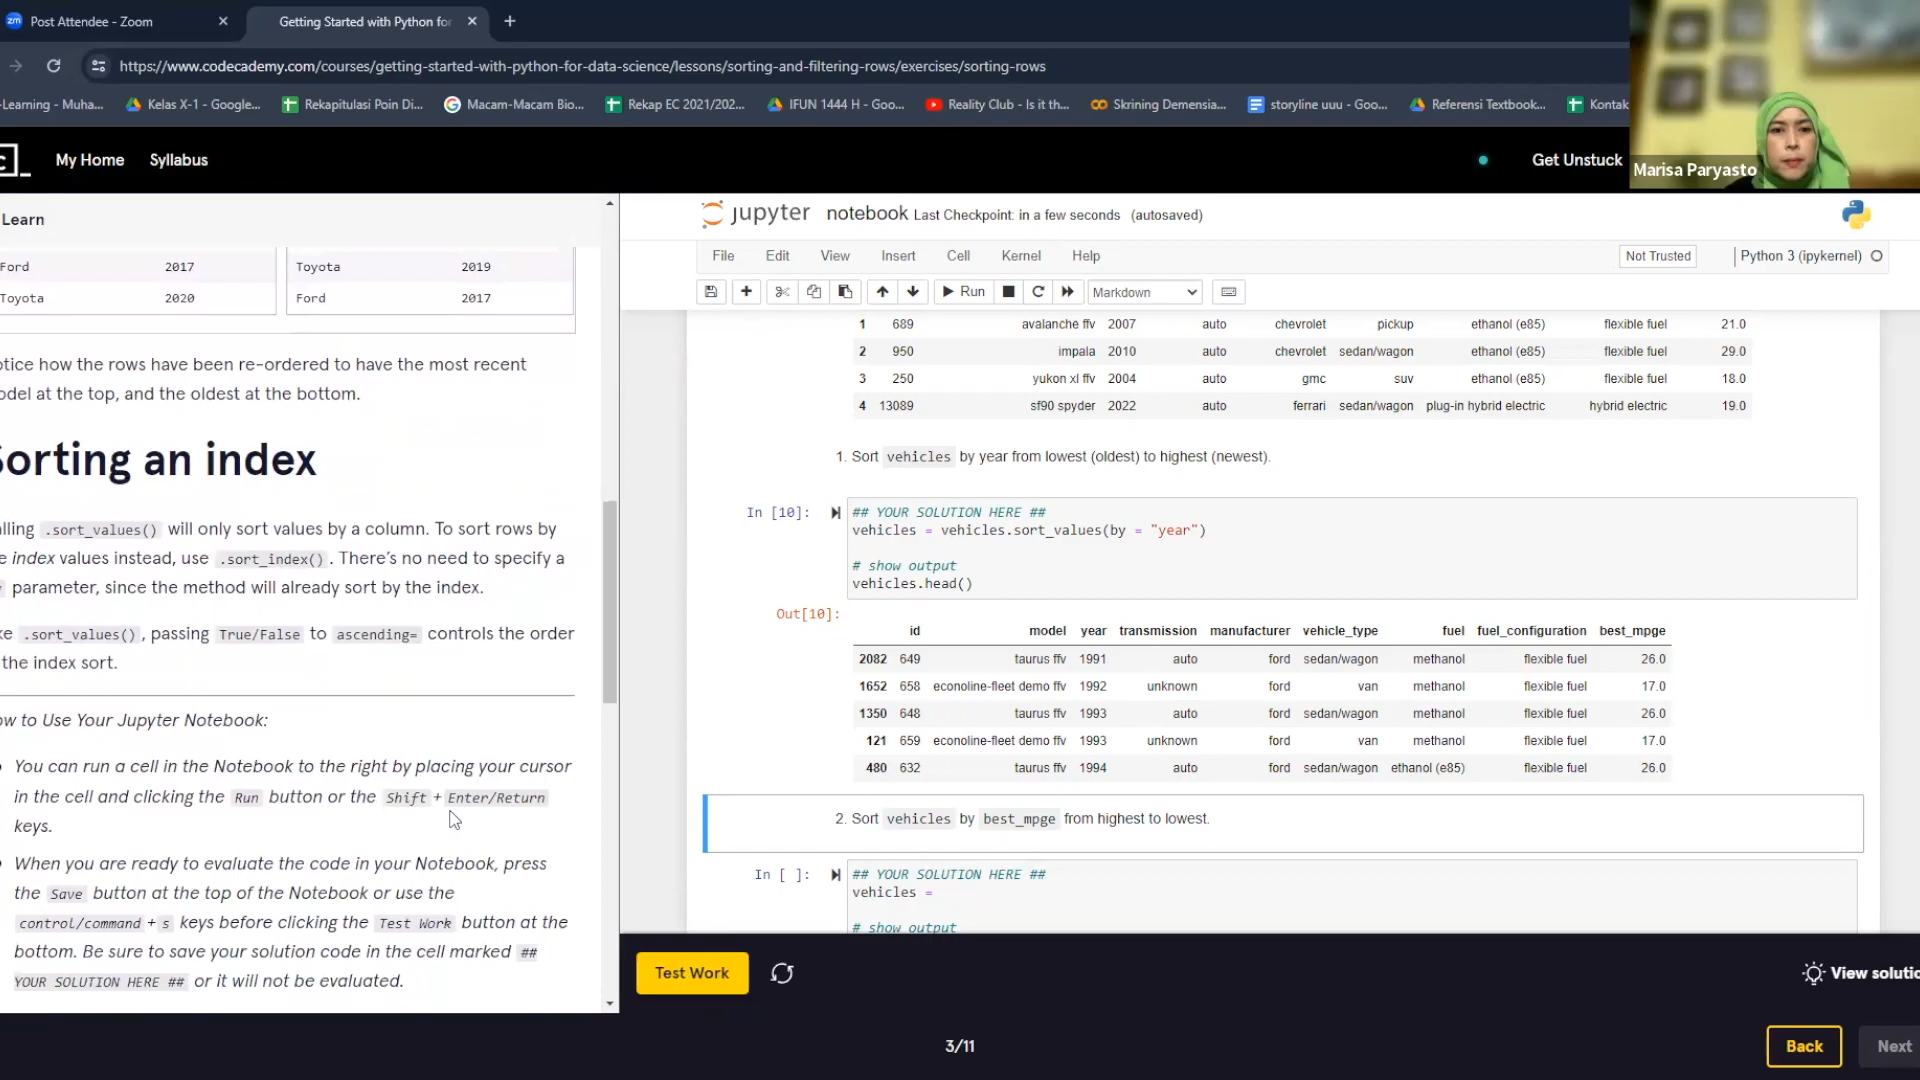 zm Post Attendee - Zoom
Getting Started with Python for
https://www.codecademy.com/courses/getting-started-with-python-for-data-science/lessons/sorting-and-filtering-rows/exercises/sorting-rows
-Learning - Muha...
Kelas X-1 - Google...
Rekapitulasi Poin Di...
Macam-Macam Bio...
Rekap EC 2021/202...
IFUN 1444 H - Goo...
Reality Club - Is it th...
Skrining Demensia...
storyline uuu - Goo...
Referensi Textbook...
Kontak
Marisa Paryasto
My Home Syllabus Get Unstuck
Learn
Ford 2017 Toyota 2019
Toyota 2020 Ford 2017
otice how the rows have been re-ordered to have the most recent
odel at the top, and the oldest at the bottom.
Sorting an index
alling .sort_values() will only sort values by a column. To sort rows by
e index values instead, use .sort_index(). There's no need to specify a
parameter, since the method will already sort by the index.
ke .sort_values(), passing True/False to ascending= controls the order
the index sort.
ow to Use Your Jupyter Notebook:
You can run a cell in the Notebook to the right by placing your cursor
in the cell and clicking the Run button or the Shift + Enter/Return
keys.
When you are ready to evaluate the code in your Notebook, press
the Save button at the top of the Notebook or use the
control/command + s keys before clicking the Test Work button at the
bottom. Be sure to save your solution code in the cell marked ##
YOUR SOLUTION HERE ## or it will not be evaluated.
jupyter notebook Last Checkpoint: in a few seconds (autosaved)
File Edit View Insert Cell Kernel Help Not Trusted Python 3 (ipykernel)
Run Markdown
1 689 avalanche ffv 2007 auto chevrolet pickup ethanol (e85) flexible fuel 21.0
2 950 impala 2010 auto chevrolet sedan/wagon ethanol (e85) flexible fuel 29.0
3 250 yukon xl ffv 2004 auto gmc suv ethanol (e85) flexible fuel 18.0
4 13089 sf90 spyder 2022 auto ferrari sedan/wagon plug-in hybrid electric hybrid electric 19.0
1. Sort vehicles by year from lowest (oldest) to highest (newest).
In [10]: ## YOUR SOLUTION HERE ##
vehicles = vehicles.sort_values(by = "year")
# show output
vehicles.head()
Out[10]:
id model year transmission manufacturer vehicle_type fuel fuel_configuration best_mpge
2082 649 taurus ffv 1991 auto ford sedan/wagon methanol flexible fuel 26.0
1652 658 econoline-fleet demo ffv 1992 unknown ford van methanol flexible fuel 17.0
1350 648 taurus ffv 1993 auto ford sedan/wagon methanol flexible fuel 26.0
121 659 econoline-fleet demo ffv 1993 unknown ford van methanol flexible fuel 17.0
480 632 taurus ffv 1994 auto ford sedan/wagon ethanol (e85) flexible fuel 26.0
2. Sort vehicles by best_mpge from highest to lowest.
In [ ]: ## YOUR SOLUTION HERE ##
vehicles =
# show output
Test Work
View solutio
3/11
Back Next